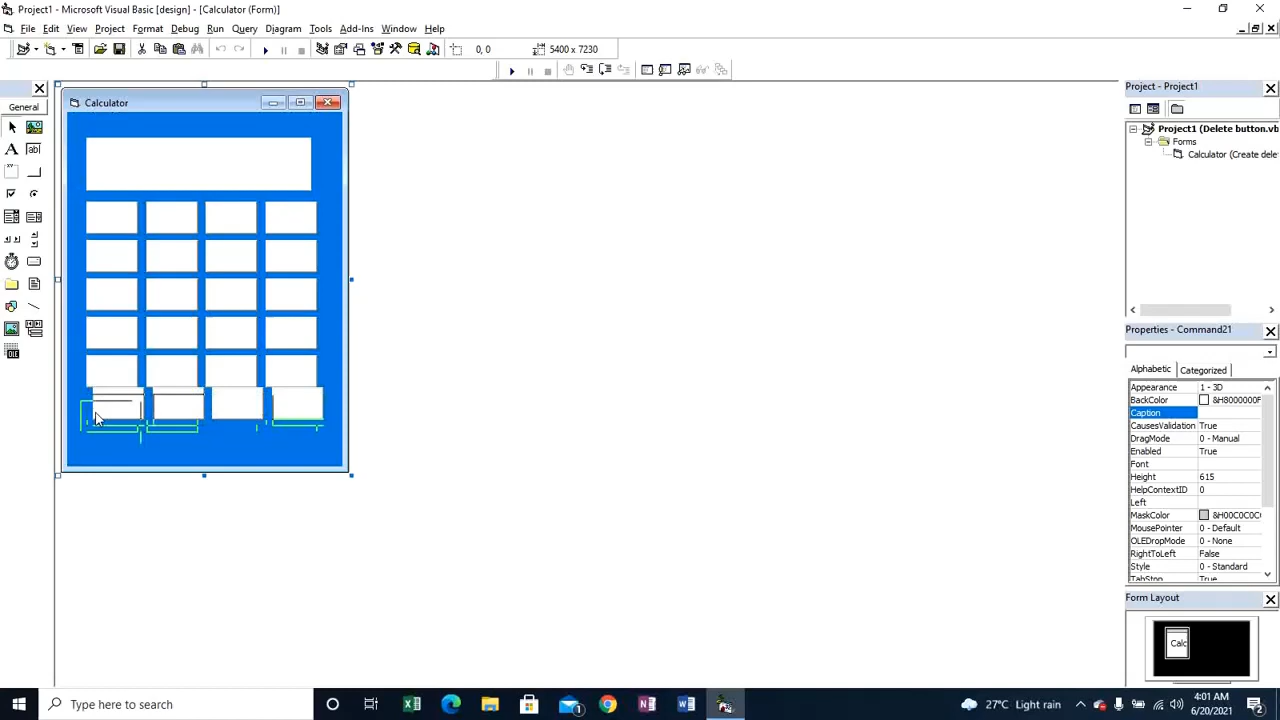 Project1 - Microsoft Visual Basic [design] - [Calculator (Form)]
File Edit View Project Format Debug Run Query Diagram Tools Add-Ins Window Help
0, 0 5400 x 7230
General
Calculator
Project - Project1
Project1 (Delete button.vb
Forms
Calculator (Create dele
Properties - Command21
Alphabetic Categorized
Appearance 1 - 3D
BackColor &H8000000F
Caption
CausesValidation True
DragMode 0 - Manual
Enabled True
Font
Height 615
HelpContextID 0
Left
MaskColor &H00C0C0C
MousePointer 0 - Default
OLEDropMode 0 - None
RightToLeft False
Style 0 - Standard
TabStop True
Form Layout
Calc
Type here to search
27°C Light rain
4:01 AM
6/20/2021
2